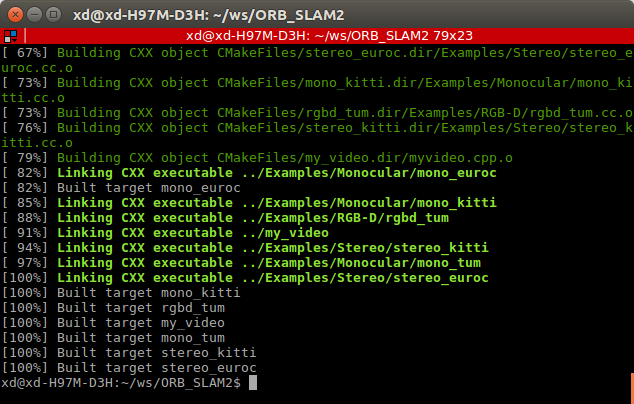 xd@xd-H97M-D3H: ~/ws/ORB_SLAM2
xd@xd-H97M-D3H: ~/ws/ORB_SLAM2 79x23
[ 67%] Building CXX object CMakeFiles/stereo_euroc.dir/Examples/Stereo/stereo_e
uroc.cc.o
[ 73%] Building CXX object CMakeFiles/mono_kitti.dir/Examples/Monocular/mono_ki
tti.cc.o
[ 73%] Building CXX object CMakeFiles/rgbd_tum.dir/Examples/RGB-D/rgbd_tum.cc.o
[ 76%] Building CXX object CMakeFiles/stereo_kitti.dir/Examples/Stereo/stereo_k
itti.cc.o
[ 79%] Building CXX object CMakeFiles/my_video.dir/myvideo.cpp.o
[ 82%] Linking CXX executable ../Examples/Monocular/mono_euroc
[ 82%] Built target mono_euroc
[ 85%] Linking CXX executable ../Examples/Monocular/mono_kitti
[ 88%] Linking CXX executable ../Examples/RGB-D/rgbd_tum
[ 91%] Linking CXX executable ../my_video
[ 94%] Linking CXX executable ../Examples/Stereo/stereo_kitti
[ 97%] Linking CXX executable ../Examples/Monocular/mono_tum
[100%] Linking CXX executable ../Examples/Stereo/stereo_euroc
[100%] Built target mono_kitti
[100%] Built target rgbd_tum
[100%] Built target my_video
[100%] Built target mono_tum
[100%] Built target stereo_kitti
[100%] Built target stereo_euroc
xd@xd-H97M-D3H:~/ws/ORB_SLAM2$